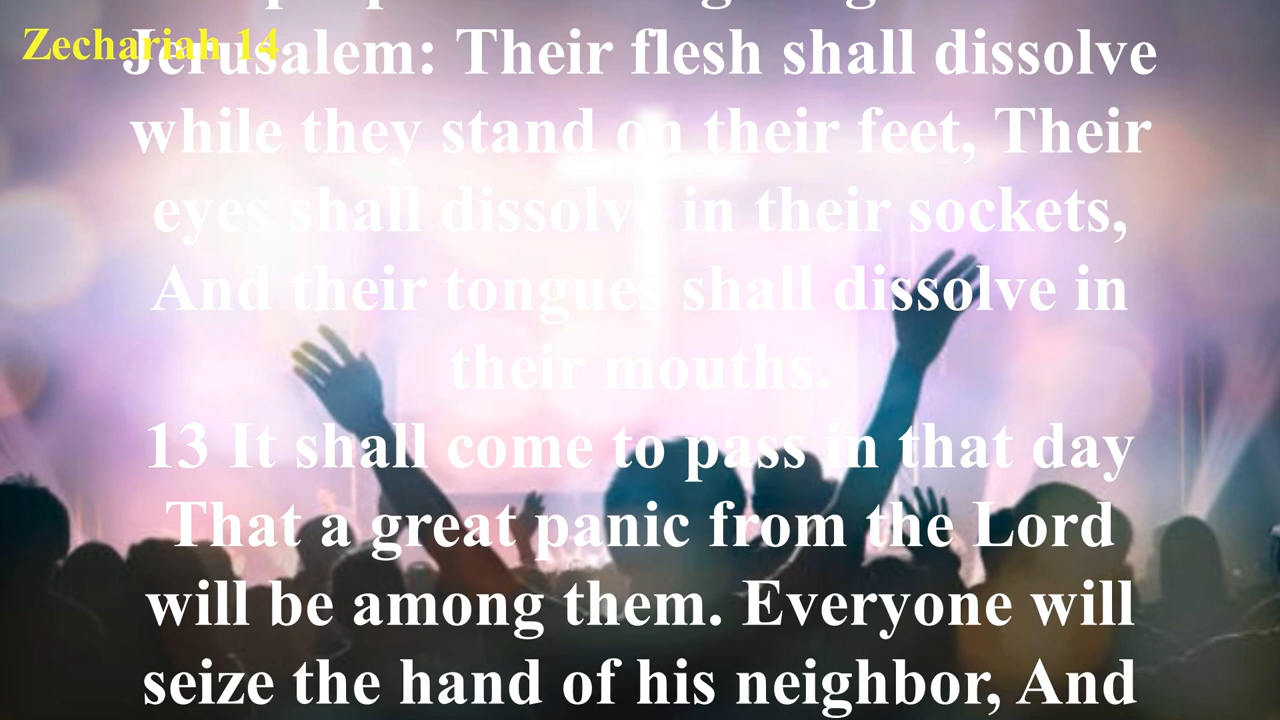 Zechariah 14
Jerusalem: Their flesh shall dissolve
while they stand on their feet, Their
eyes shall dissolve in their sockets,
And their tongues shall dissolve in
their mouths.
13 It shall come to pass in that day
That a great panic from the Lord
will be among them. Everyone will
seize the hand of his neighbor, And